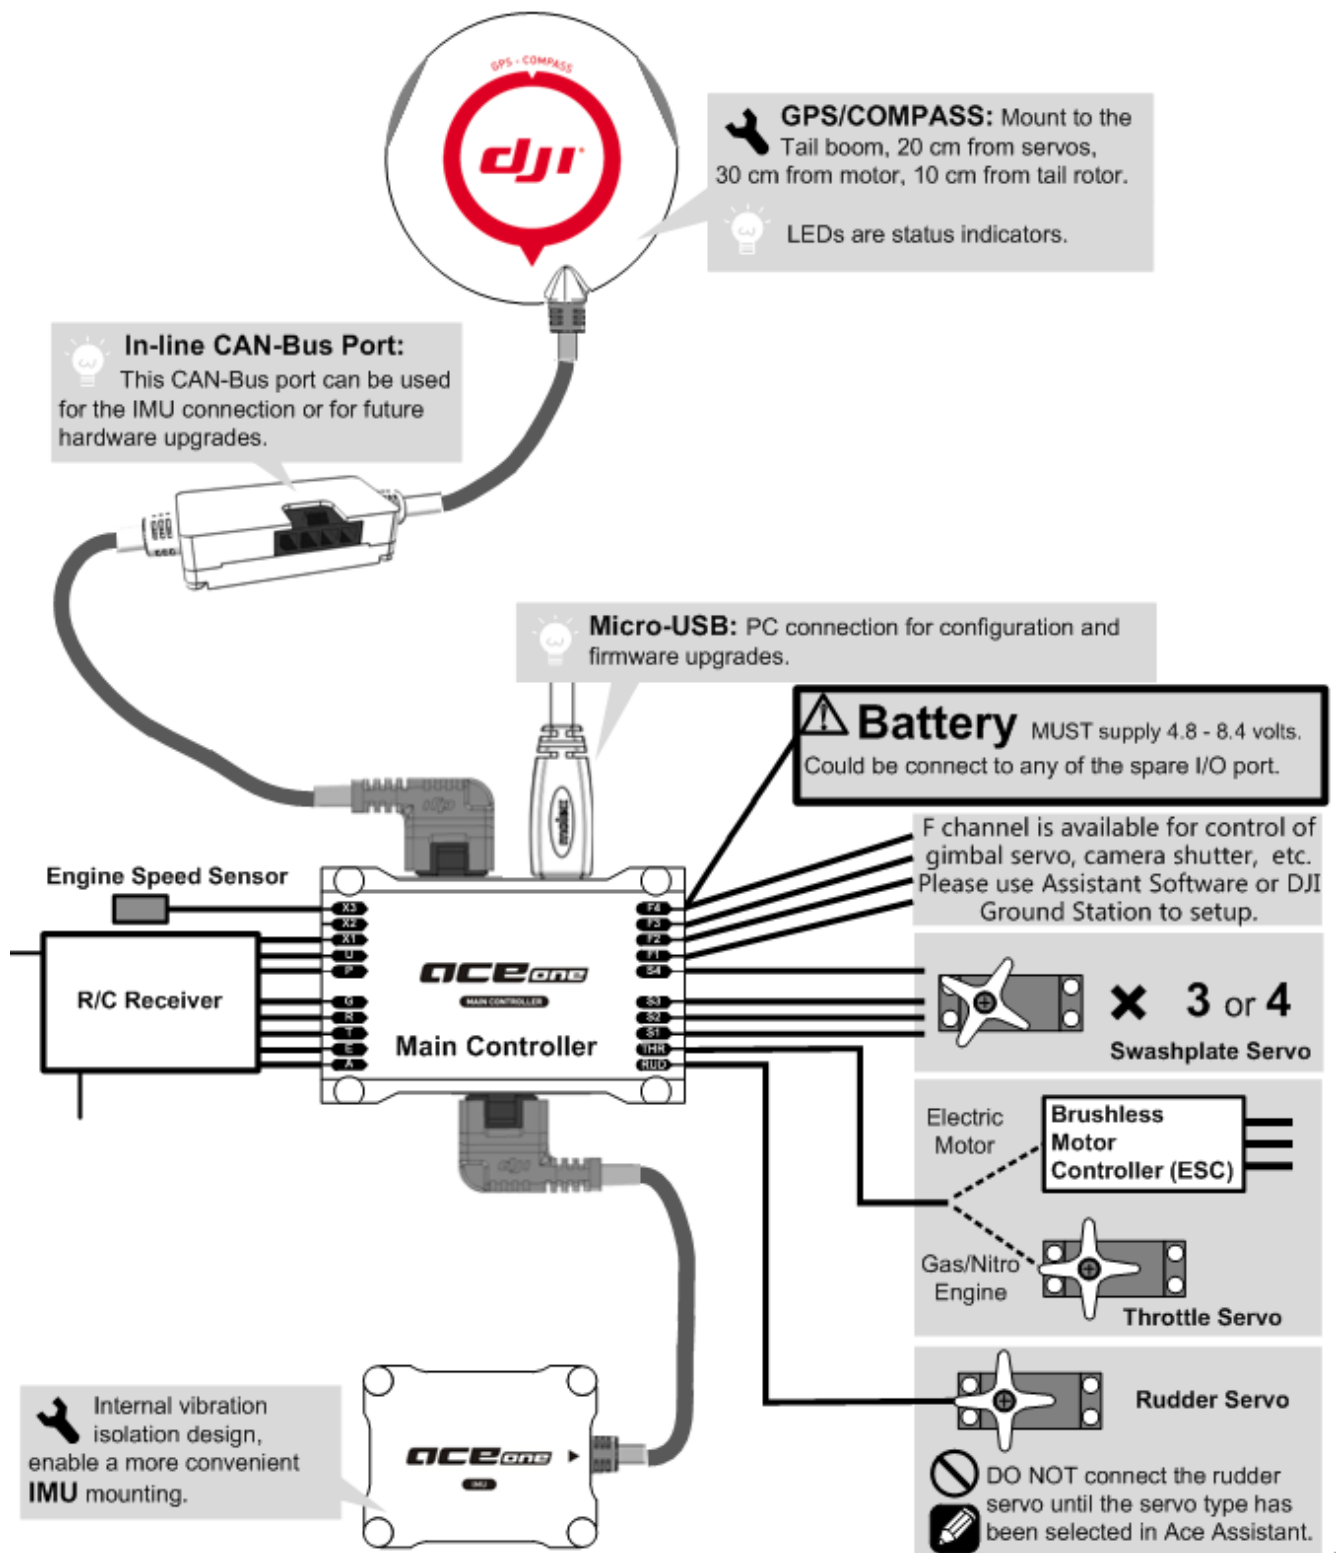 GPS - COMPASS
dji
GPS/COMPASS: Mount to the
Tail boom, 20 cm from servos,
30 cm from motor, 10 cm from tail rotor.
LEDs are status indicators.
In-line CAN-Bus Port:
This CAN-Bus port can be used
for the IMU connection or for future
hardware upgrades.
Micro-USB: PC connection for configuration and
firmware upgrades.
Battery MUST supply 4.8 - 8.4 volts.
Could be connect to any of the spare I/O port.
F channel is available for control of
gimbal servo, camera shutter, etc.
Please use Assistant Software or DJI
Ground Station to setup.
dji
Engine Speed Sensor
R/C Receiver
X3
X2
X1
U
P
G
R
T
E
A
ace one
MAIN CONTROLLER
Main Controller
F4
F3
F2
F1
S4
S3
S2
S1
THR
RUD
3 or 4
Swashplate Servo
Electric
Motor
Brushless
Motor
Controller (ESC)
Gas/Nitro
Engine
Throttle Servo
dji
Rudder Servo
DO NOT connect the rudder
servo until the servo type has
been selected in Ace Assistant.
Internal vibration
isolation design,
enable a more convenient
IMU mounting.
ace one
IMU